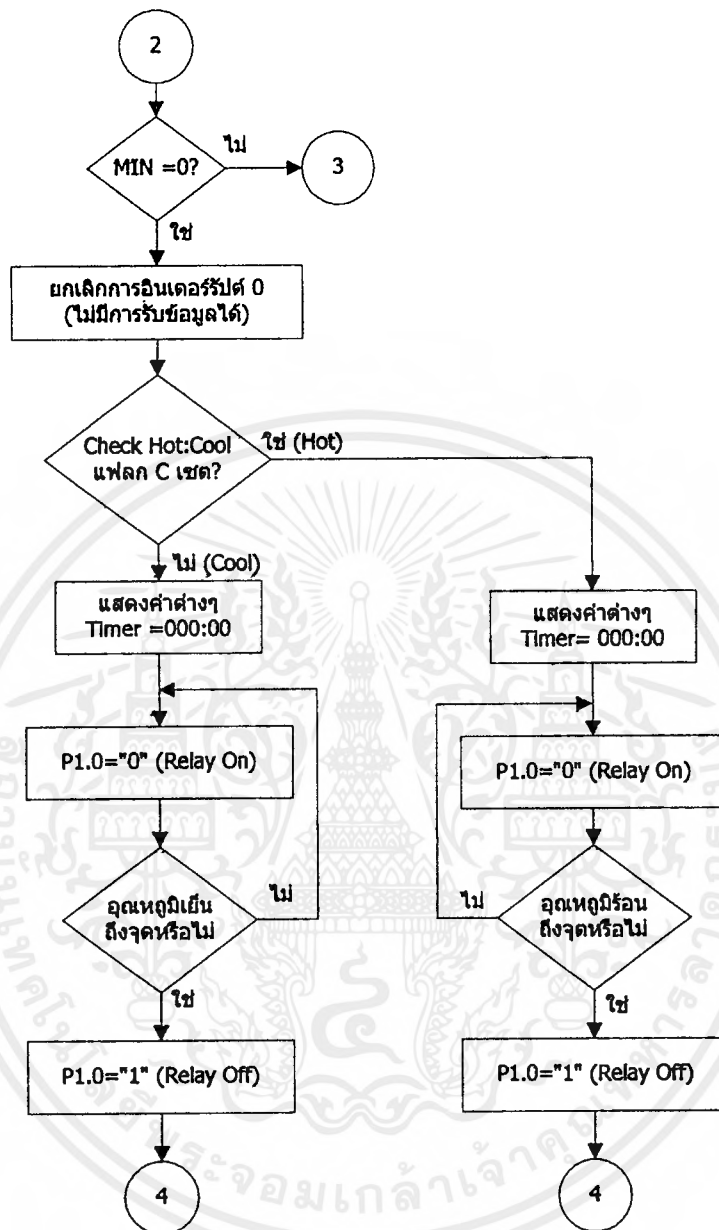 2
MIN =0?
ไม่
3
ใช่
ยกเลิกการอินเตอร์รัปต์ 0
(ไม่มีการรับข้อมูลได้)
Check Hot:Cool
แฟลก C เซต?
ใช่ (Hot)
ไม่ (Cool)
แสดงค่าต่างๆ
Timer =000:00
แสดงค่าต่างๆ
Timer= 000:00
P1.0="0" (Relay On)
P1.0="0" (Relay On)
อุณหภูมิเย็น
ถึงจุดหรือไม่
ไม่
ไม่
อุณหภูมิร้อน
ถึงจุดหรือไม่
ใช่
ใช่
P1.0="1" (Relay Off)
P1.0="1" (Relay Off)
4
4